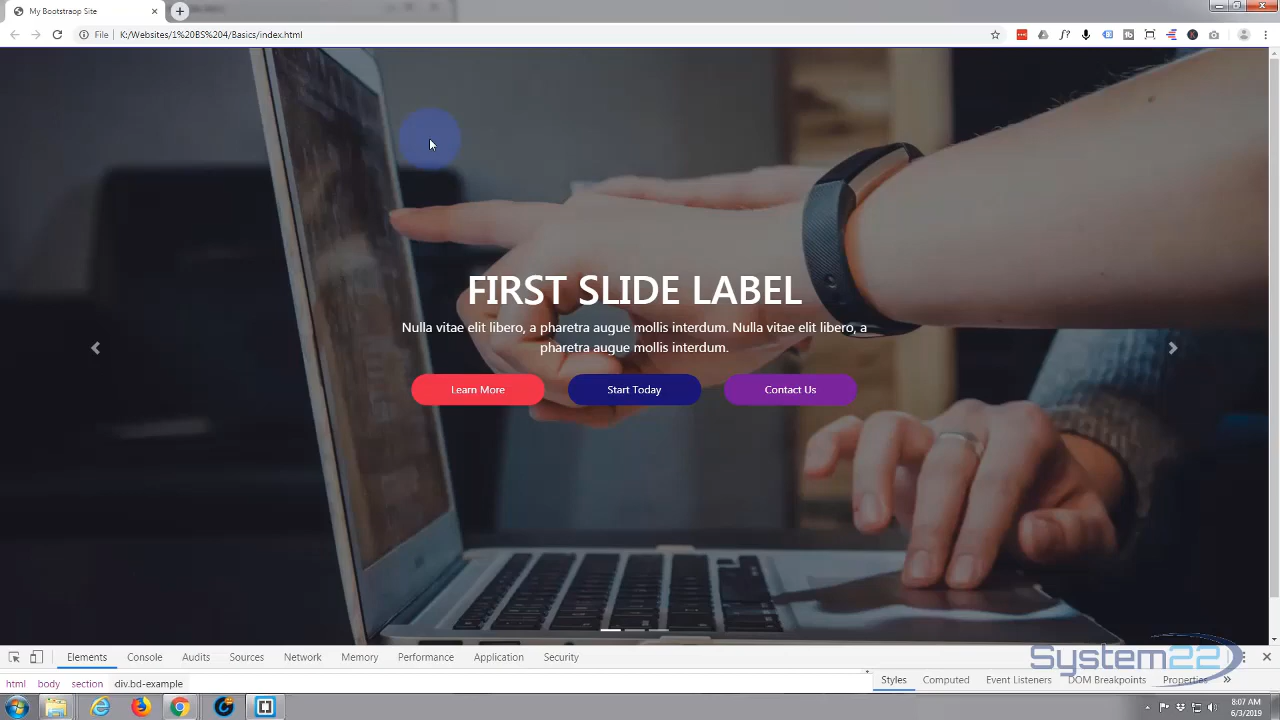 My Bootstraop Site
File
K:/Websites/1%20BS%204/Basics/index.html
f?
FIRST SLIDE LABEL
Nulla vitae elit libero, a pharetra augue mollis interdum. Nulla vitae elit libero, a
pharetra augue mollis interdum.
Learn More
Start Today
Contact Us
Elements Console Audits Sources Network Memory Performance Application Security
System22
html body section div.bd-example
Styles Computed Event Listeners DOM Breakpoints Properties
8:07 AM
6/3/2019